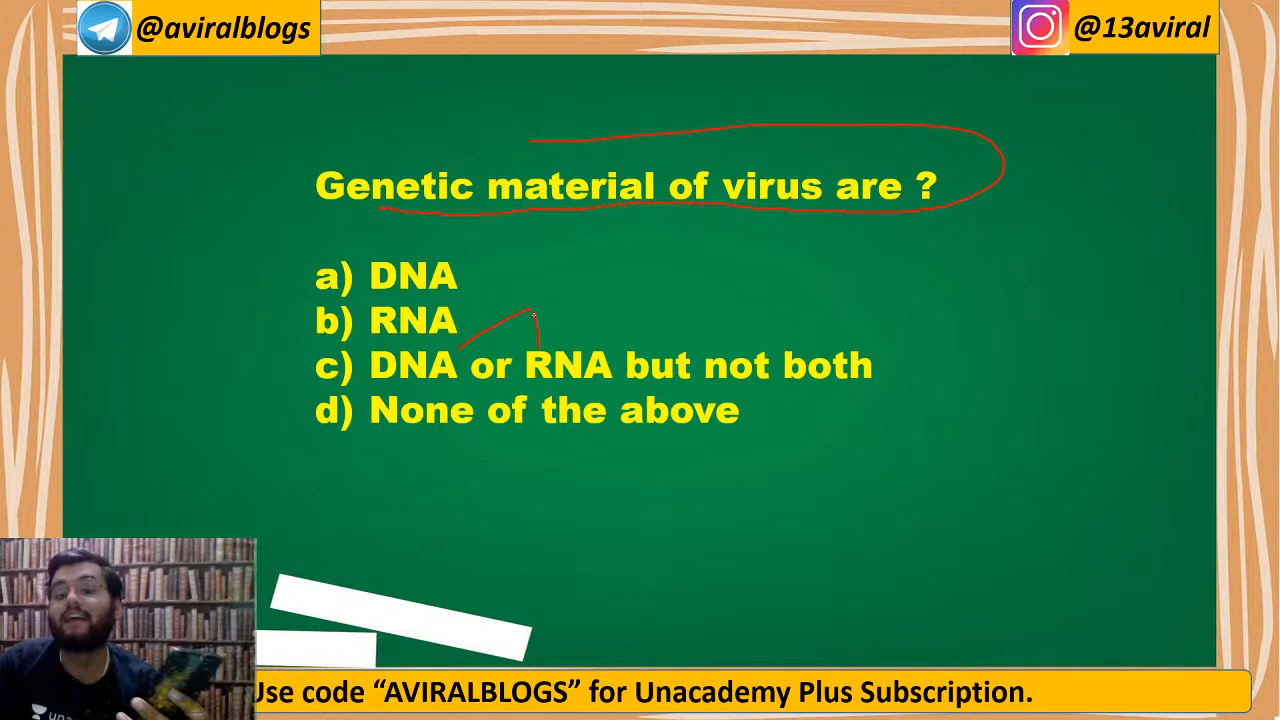 @aviralblogs
@13aviral
Genetic material of virus are ?
a) DNA
b) RNA
c) DNA or RNA but not both
d) None of the above
Use code “AVIRALBLOGS” for Unacademy Plus Subscription.